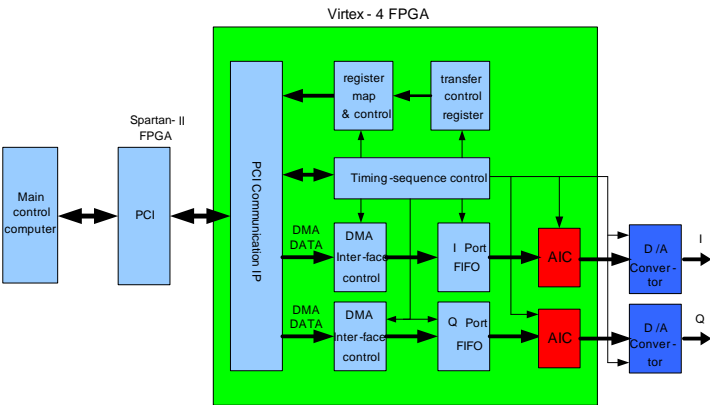 Virtex - 4 FPGA
register
map
& control
transfer
control
register
Spartan- II
FPGA
Main
control
computer
PCI
PCI Communication IP
Timing -sequence control
DMA
DATA
DMA
Inter-face
control
I Port
FIFO
AIC
D /A
Conver -
tor
I
DMA
DATA
DMA
Inter-face
control
Q Port
FIFO
AIC
D /A
Conver -
tor
Q